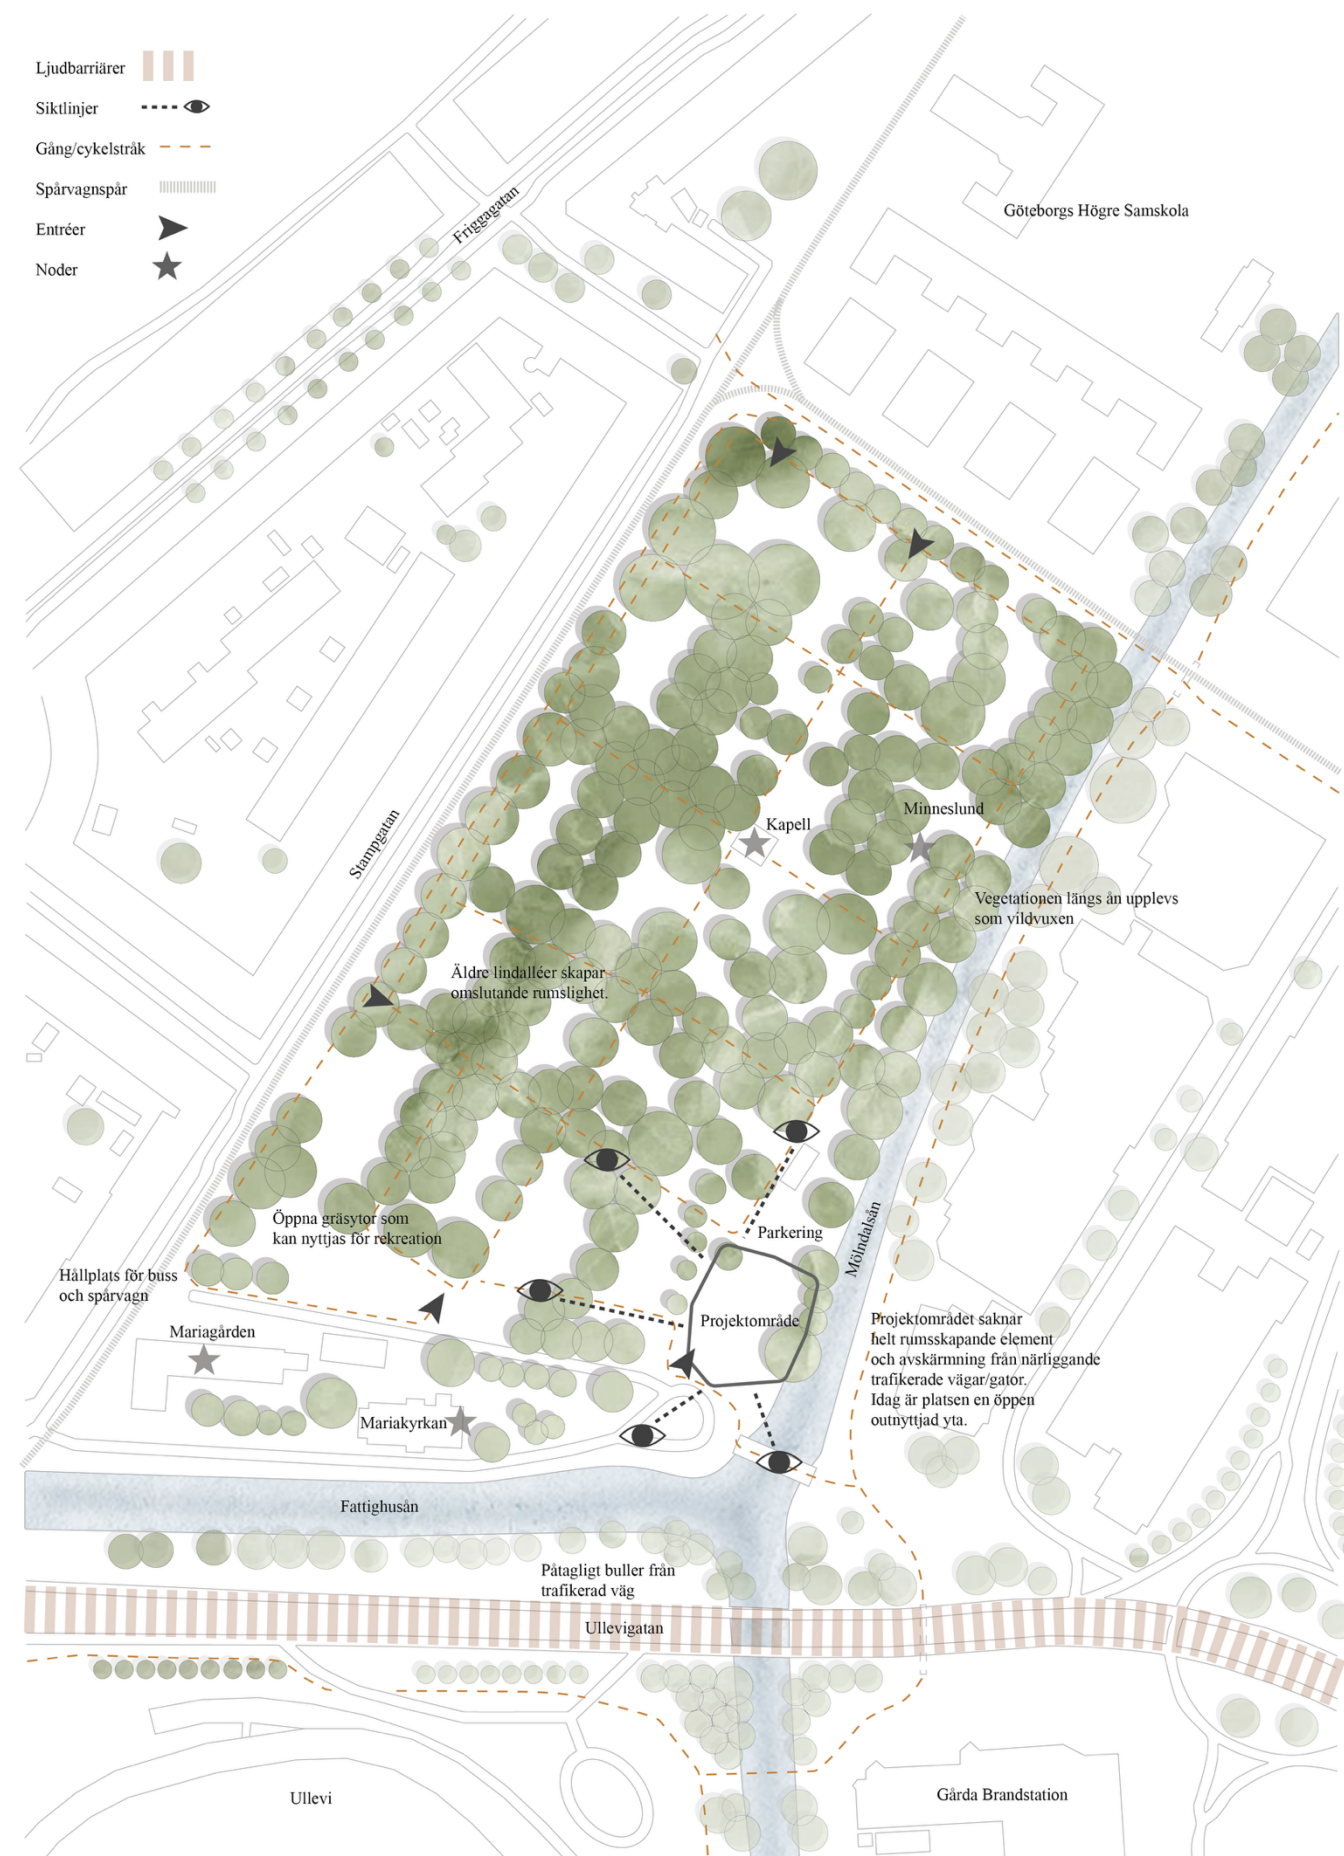 Ljudbarriärer
Siktlinjer
Gång/cykelstråk
Spårvagnspår
Entréer
Noder
Friggagatan
Göteborgs Högre Samskola
Stampgatan
Kapell
Minneslund
Vegetationen längs ån upplevs
som vildvuxen
Äldre lindalléer skapar
omslutande rumslighet.
Öppna gräsytor som
kan nyttjas för rekreation
Hållplats för buss
och spårvagn
Parkering
Mölndalsån
Projektområde
Mariagården
Mariakyrkan
Projektområdet saknar
helt rumsskapande element
och avskärmning från närliggande
trafikerade vägar/gator.
Idag är platsen en öppen
outnyttjad yta.
Fattighusån
Påtagligt buller från
trafikerad väg
Ullevigatan
Ullevi
Gårda Brandstation